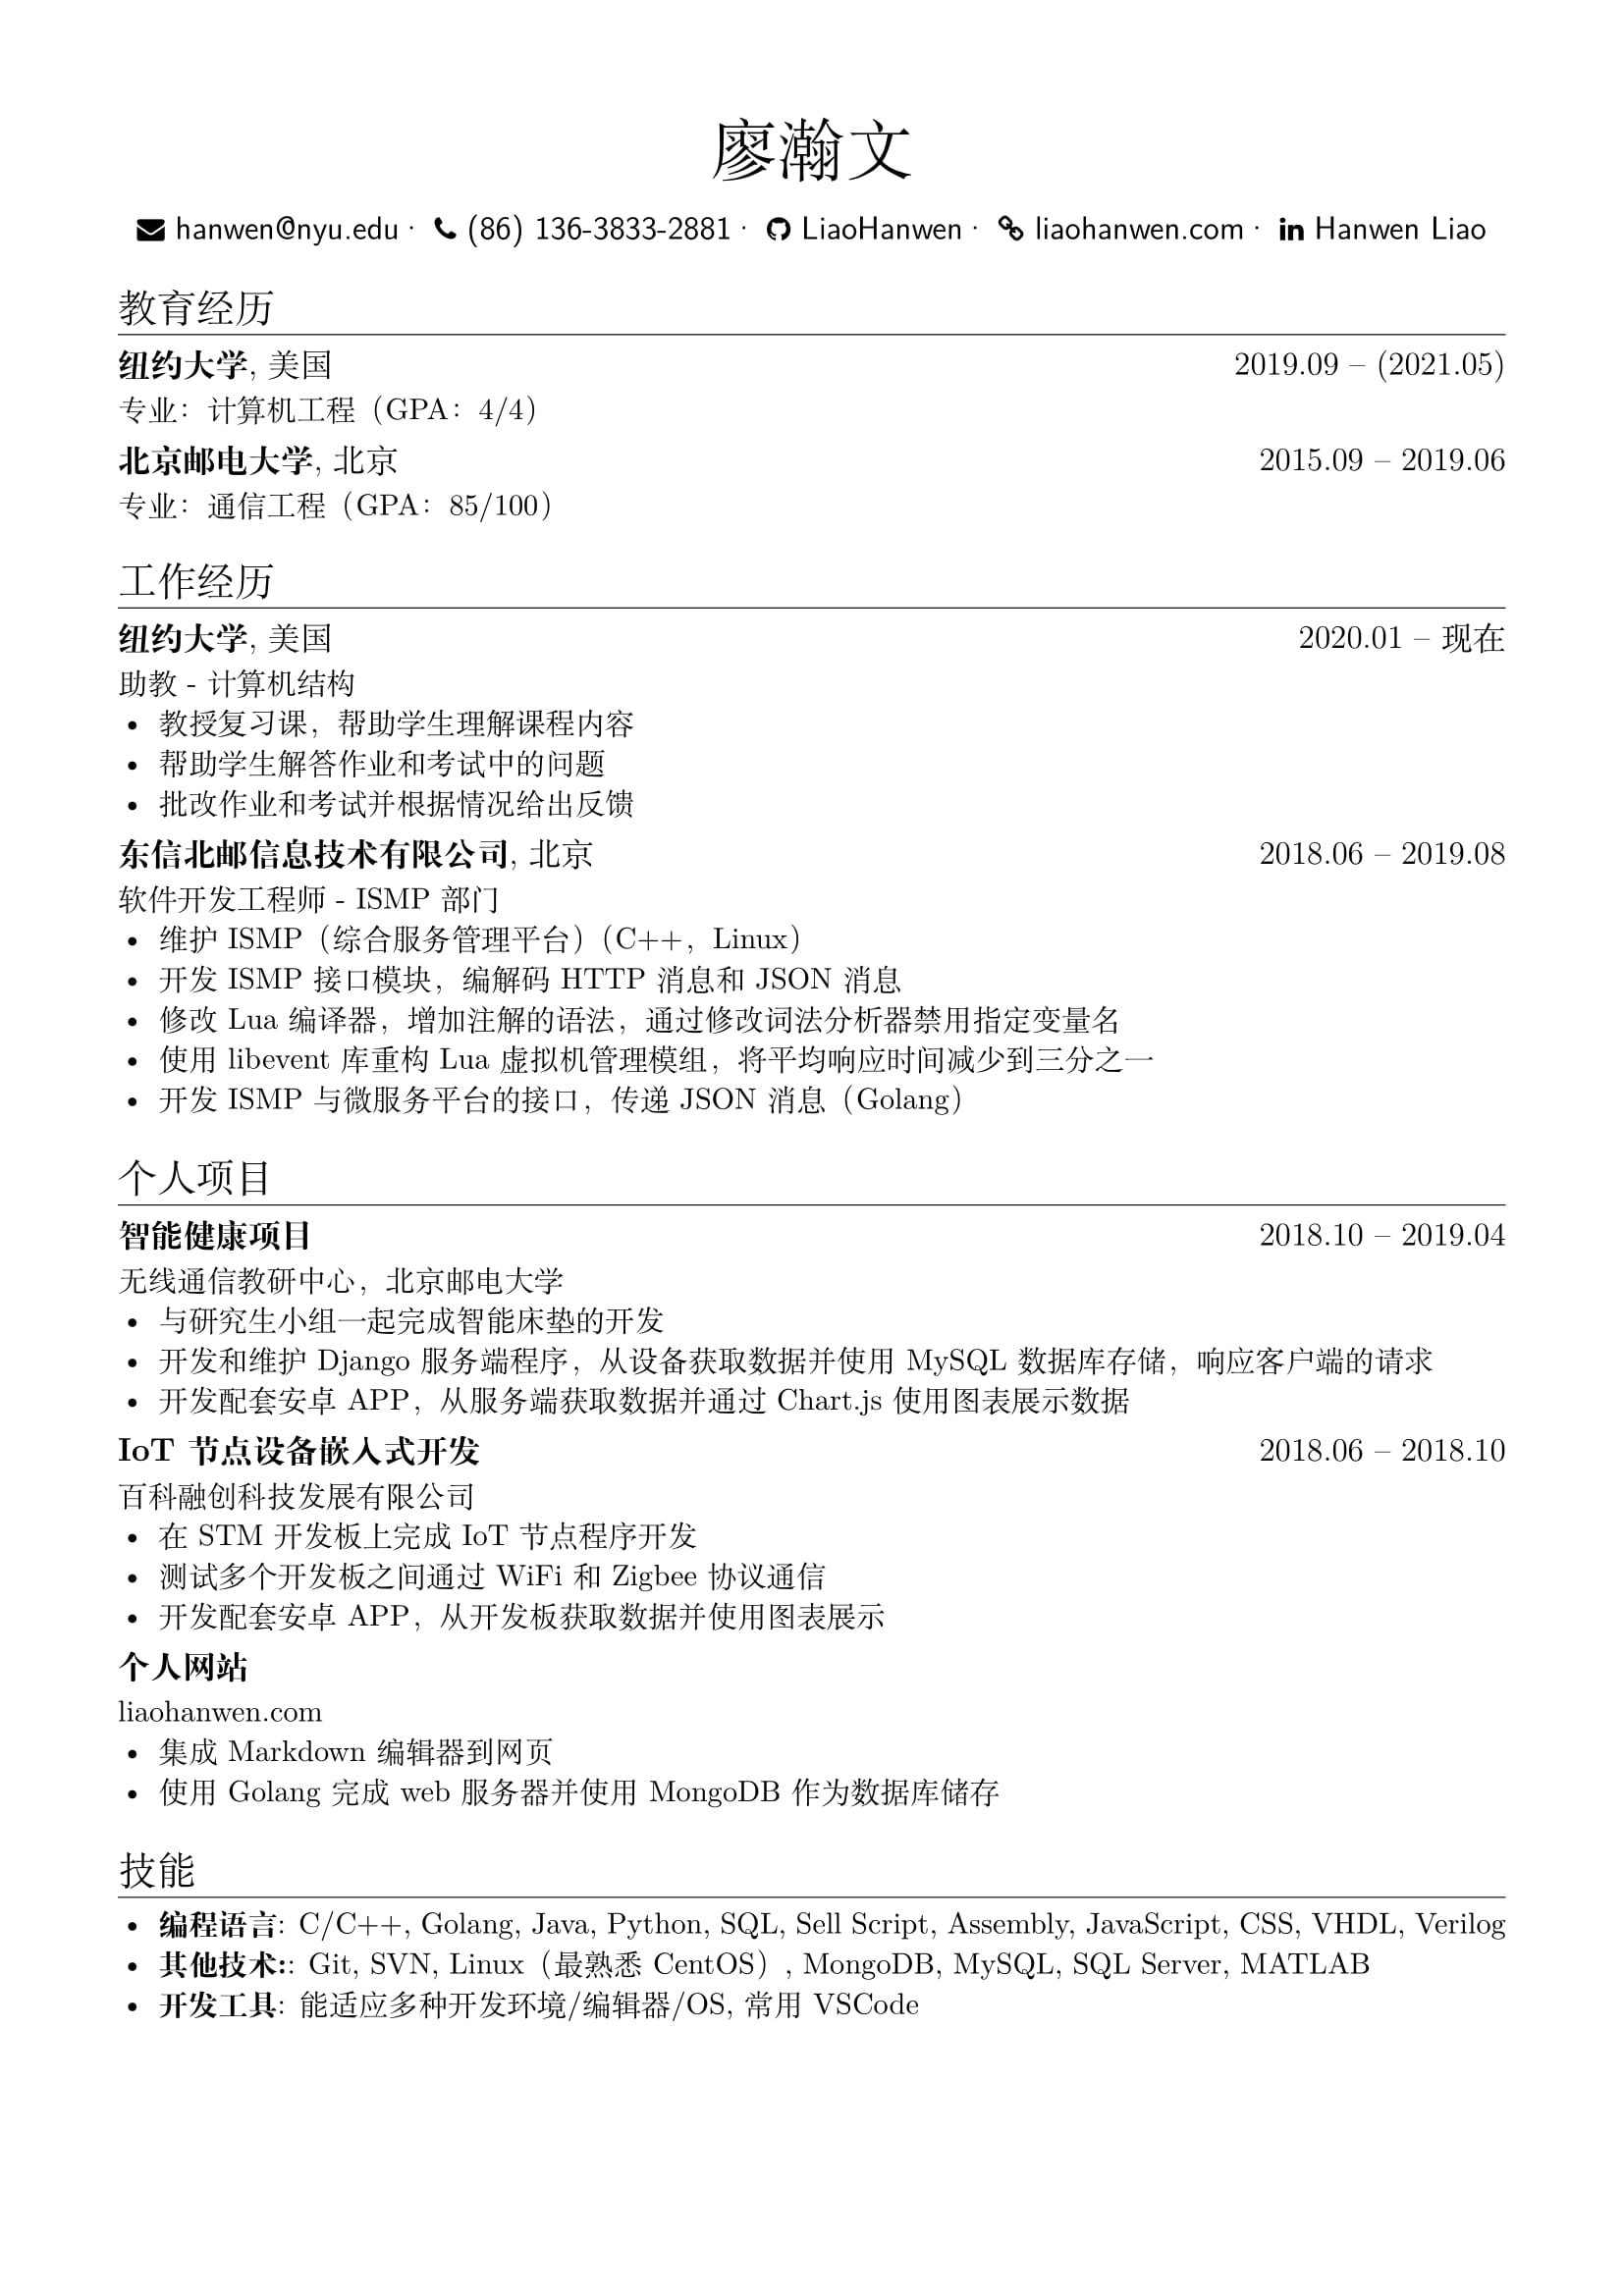 廖瀚文
hanwen@nyu.edu · (86) 136-3833-2881 · LiaoHanwen · liaohanwen.com · Hanwen Liao
教育经历
纽约大学, 美国 2019.09 – (2021.05)
专业：计算机工程（GPA：4/4）
北京邮电大学, 北京 2015.09 – 2019.06
专业：通信工程（GPA：85/100）
工作经历
纽约大学, 美国 2020.01 – 现在
助教 - 计算机结构
• 教授复习课，帮助学生理解课程内容
• 帮助学生解答作业和考试中的问题
• 批改作业和考试并根据情况给出反馈
东信北邮信息技术有限公司, 北京 2018.06 – 2019.08
软件开发工程师 - ISMP 部门
• 维护 ISMP（综合服务管理平台）（C++，Linux）
• 开发 ISMP 接口模块，编解码 HTTP 消息和 JSON 消息
• 修改 Lua 编译器，增加注解的语法，通过修改词法分析器禁用指定变量名
• 使用 libevent 库重构 Lua 虚拟机管理模组，将平均响应时间减少到三分之一
• 开发 ISMP 与微服务平台的接口，传递 JSON 消息（Golang）
个人项目
智能健康项目 2018.10 – 2019.04
无线通信教研中心，北京邮电大学
• 与研究生小组一起完成智能床垫的开发
• 开发和维护 Django 服务端程序，从设备获取数据并使用 MySQL 数据库存储，响应客户端的请求
• 开发配套安卓 APP，从服务端获取数据并通过 Chart.js 使用图表展示数据
IoT 节点设备嵌入式开发 2018.06 – 2018.10
百科融创科技发展有限公司
• 在 STM 开发板上完成 IoT 节点程序开发
• 测试多个开发板之间通过 WiFi 和 Zigbee 协议通信
• 开发配套安卓 APP，从开发板获取数据并使用图表展示
个人网站
liaohanwen.com
• 集成 Markdown 编辑器到网页
• 使用 Golang 完成 web 服务器并使用 MongoDB 作为数据库储存
技能
• 编程语言: C/C++, Golang, Java, Python, SQL, Sell Script, Assembly, JavaScript, CSS, VHDL, Verilog
• 其他技术:: Git, SVN, Linux（最熟悉 CentOS）, MongoDB, MySQL, SQL Server, MATLAB
• 开发工具: 能适应多种开发环境/编辑器/OS, 常用 VSCode